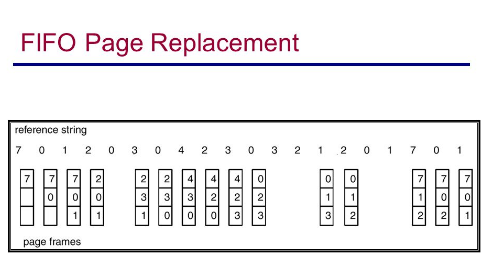 FIFO Page Replacement
reference string
7 0 1 2 0 3 0 4 2 3 0 3 2 1 2 0 1 7 0 1
7 7 7 2 2 2 4 4 4 0 0 0 7 7 7
0 0 0 3 3 3 2 2 2 1 1 1 0 0
1 1 1 0 0 0 3 3 3 2 2 2 1
page frames